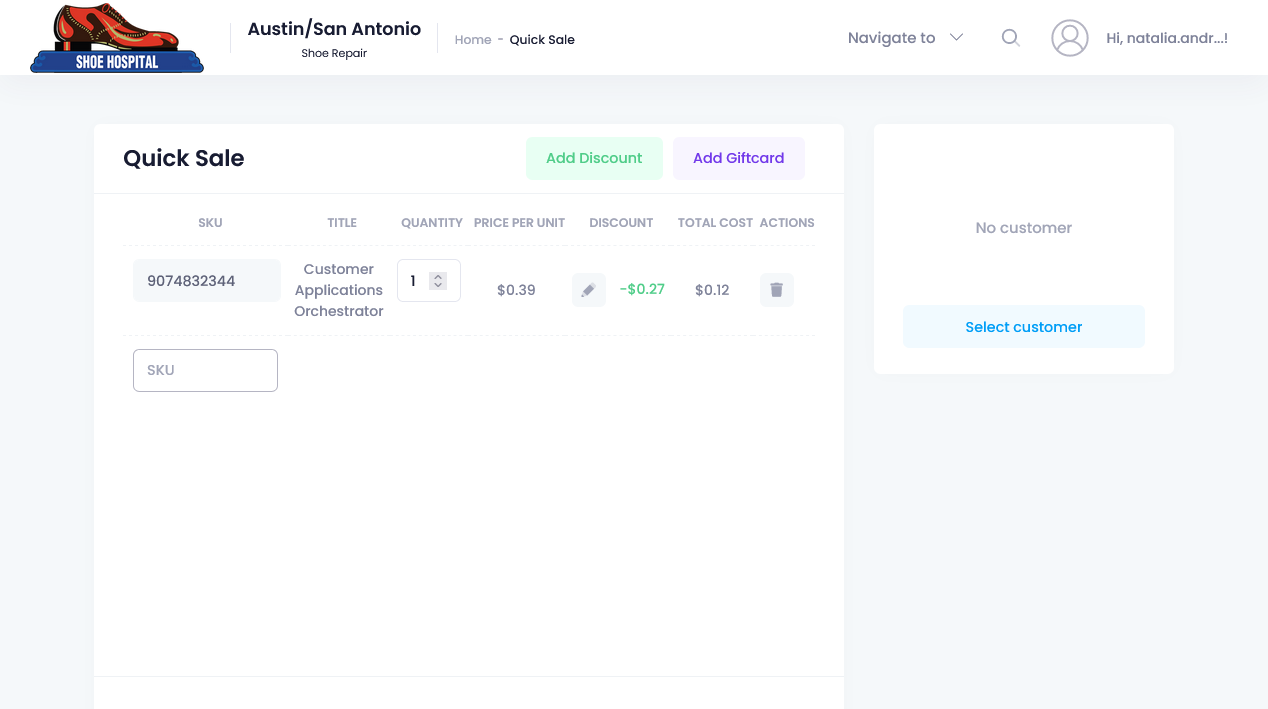 SHOE HOSPITAL
Austin/San Antonio
Shoe Repair
Home - Quick Sale
Navigate to
Hi, natalia.andr...!
Quick Sale
Add Discount
Add Giftcard
SKU TITLE QUANTITY PRICE PER UNIT DISCOUNT TOTAL COST ACTIONS
9074832344
Customer
Applications
Orchestrator
1
$0.39
-$0.27
$0.12
SKU
No customer
Select customer